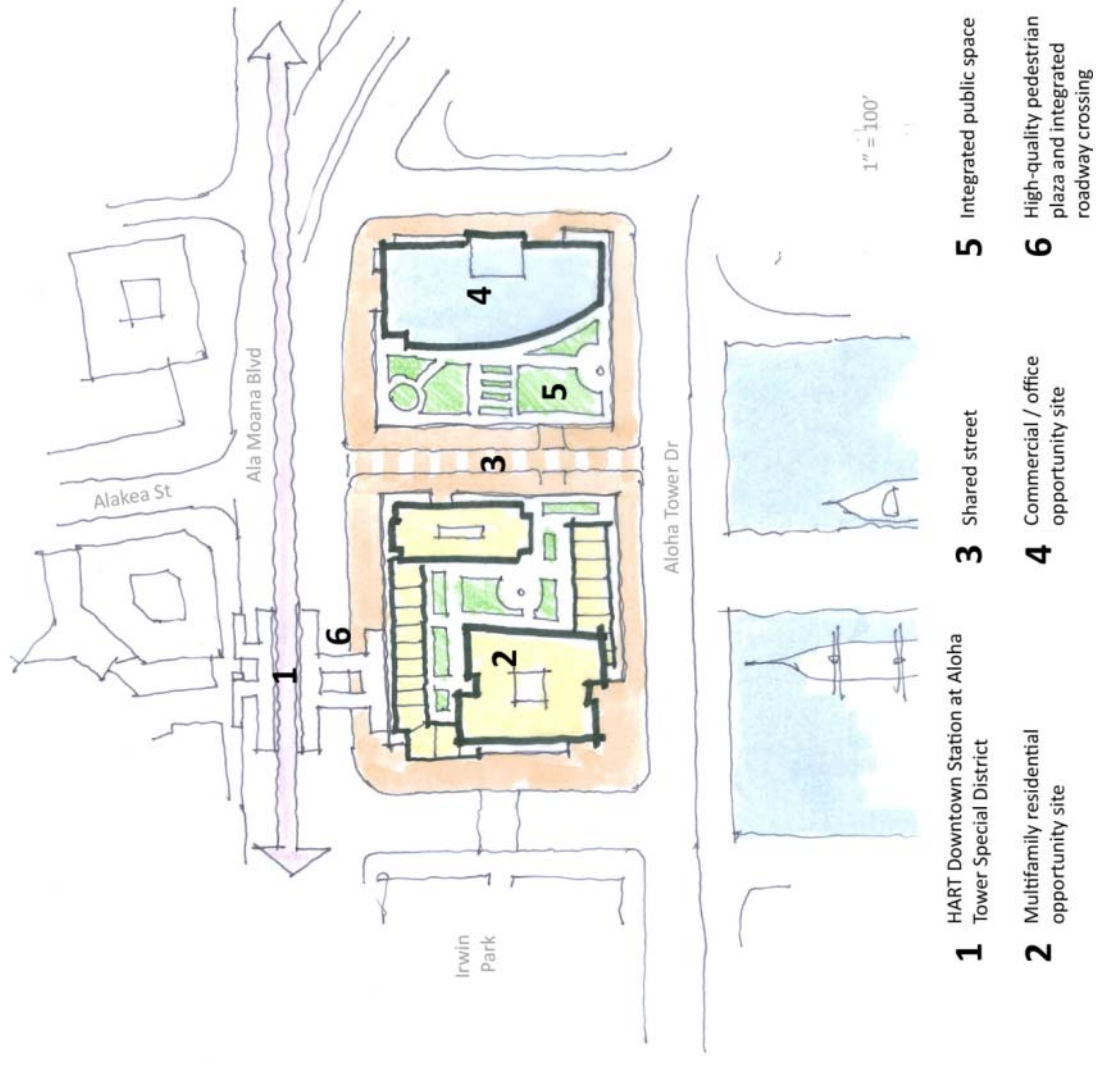 Alakea St
Ala Moana Blvd
1
6
2
3
4
5
Irwin
Park
Aloha Tower Dr
1" = 100'
1 HART Downtown Station at Aloha
Tower Special District
2 Multifamily residential
opportunity site
3 Shared street
4 Commercial / office
opportunity site
5 Integrated public space
6 High-quality pedestrian
plaza and integrated
roadway crossing